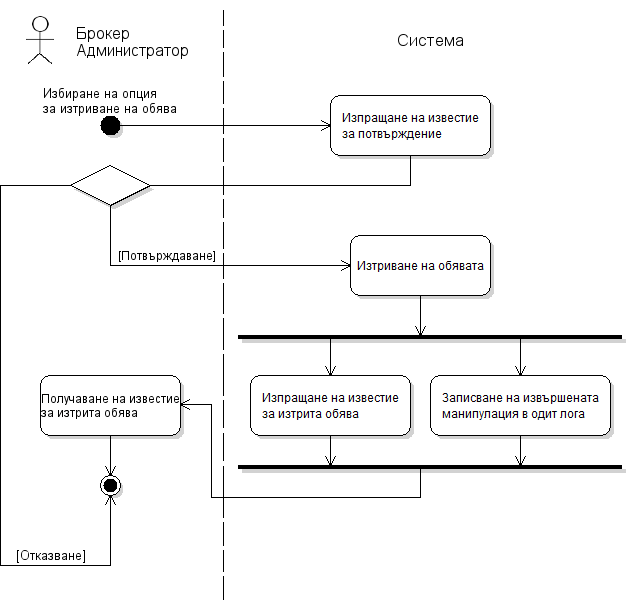 Брокер
Администратор
Система
Избиране на опция
за изтриване на обява
Изпращане на известие
за потвърждение
[Потвърждаване]
Изтриване на обявата
Получаване на известие
за изтрита обява
Изпращане на известие
за изтрита обява
Записване на извършената
манипулация в одит лога
[Отказване]